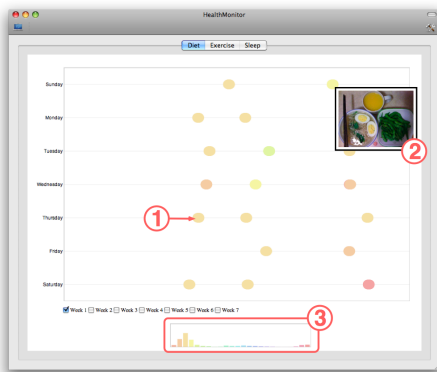 HealthMonitor
Diet Exercise Sleep
Sunday
Monday
2
Tuesday
Wednesday
1
Thursday
Friday
Saturday
Week 1 Week 2 Week 3 Week 4 Week 5 Week 6 Week 7
3